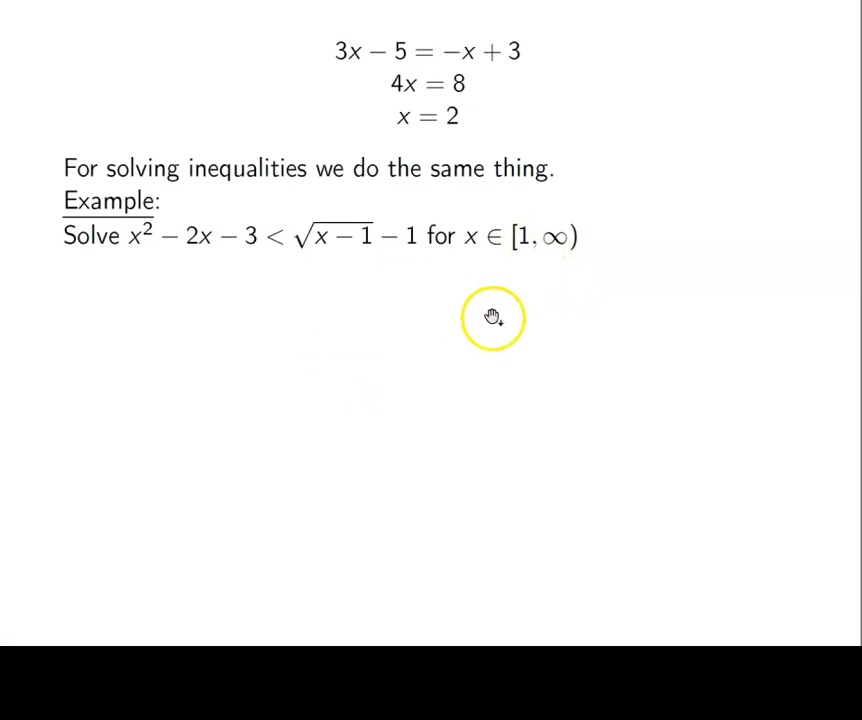 3x − 5 = −x + 3
4x = 8
x = 2
For solving inequalities we do the same thing.
Example:
Solve x² − 2x − 3 < √(x − 1) − 1 for x ∈ [1, ∞)